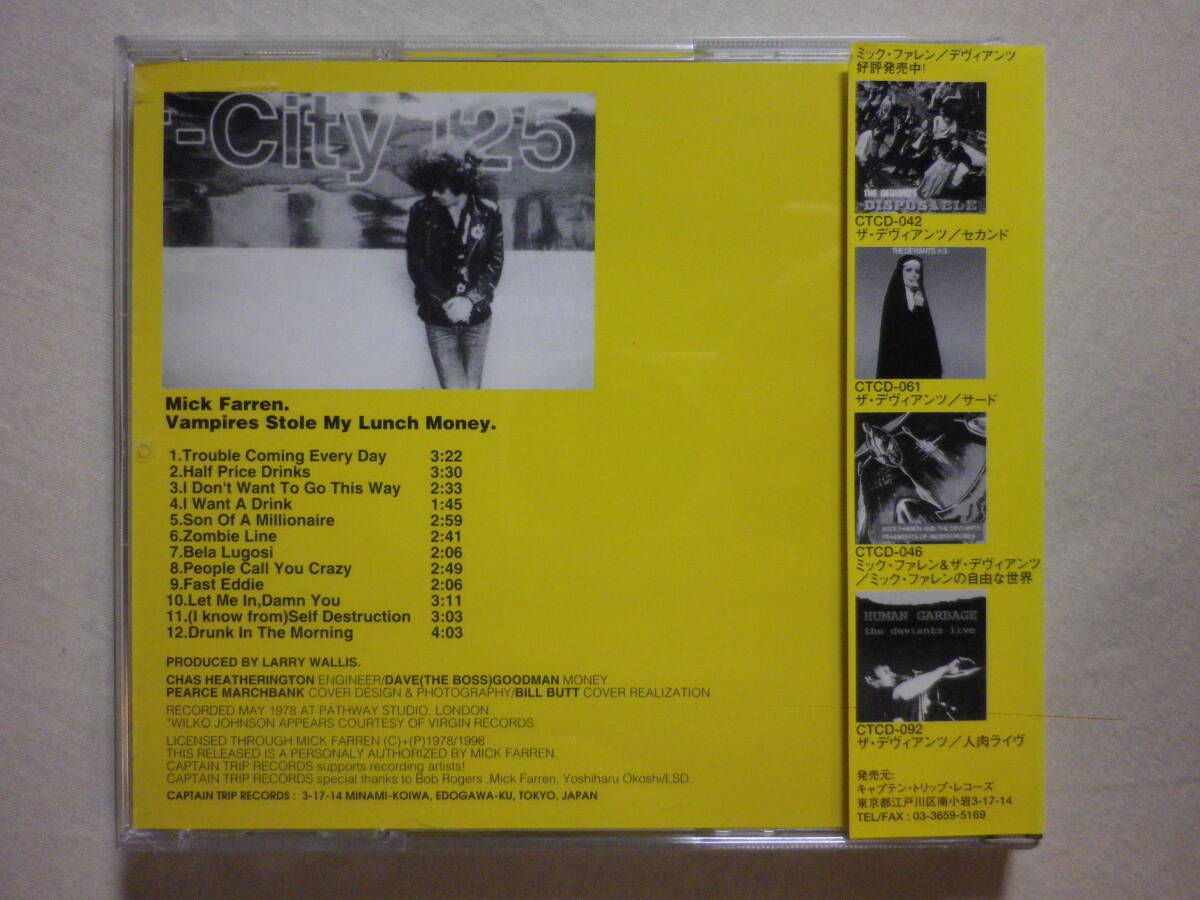 -City 125
Mick Farren.
Vampires Stole My Lunch Money.
1.Trouble Coming Every Day 3:22
2.Half Price Drinks 3:30
3.I Don't Want To Go This Way 2:33
4.I Want A Drink 1:45
5.Son Of A Millionaire 2:59
6.Zombie Line 2:41
7.Bela Lugosi 2:06
8.People Call You Crazy 2:49
9.Fast Eddie 2:06
10.Let Me In,Damn You 3:11
11.(I know from)Self Destruction 3:03
12.Drunk In The Morning 4:03
PRODUCED BY LARRY WALLIS.
CHAS HEATHERINGTON ENGINEER/DAVE(THE BOSS)GOODMAN MONEY
PEARCE MARCHBANK COVER DESIGN & PHOTOGRAPHY/BILL BUTT COVER REALIZATION
RECORDED MAY 1978 AT PATHWAY STUDIO, LONDON.
*WILKO JOHNSON APPEARS COURTESY OF VIRGIN RECORDS.
LICENSED THROUGH MICK FARREN (C)+(P)1978/1998
THIS RELEASED IS A PERSONALY AUTHORIZED BY MICK FARREN.
CAPTAIN TRIP RECORDS supports recording artists!
CAPTAIN TRIP RECORDS special thanks to Bob Rogers ,Mick Farren, Yoshiharu Okoshi/LSD.
CAPTAIN TRIP RECORDS : 3-17-14 MINAMI-KOIWA, EDOGAWA-KU, TOKYO, JAPAN
ミック・ファレン/デヴィアンツ
好評発売中!
THE DEVIANTS
DISPOSABLE
CTCD-042
ザ・デヴィアンツ/セカンド
THE DEVIANTS #3
CTCD-061
ザ・デヴィアンツ/サード
MICK FARREN AND THE DEVIANTS
FRAGMENTS OF BROKEN PROBES
CTCD-046
ミック・ファレン&ザ・デヴィアンツ
/ミック・ファレンの自由な世界
HUMAN GARBAGE
the deviants live
CTCD-092
ザ・デヴィアンツ/人肉ライヴ
発売元:
キャプテン・トリップ・レコーズ
東京都江戸川区南小岩3-17-14
TEL/FAX : 03-3659-5169